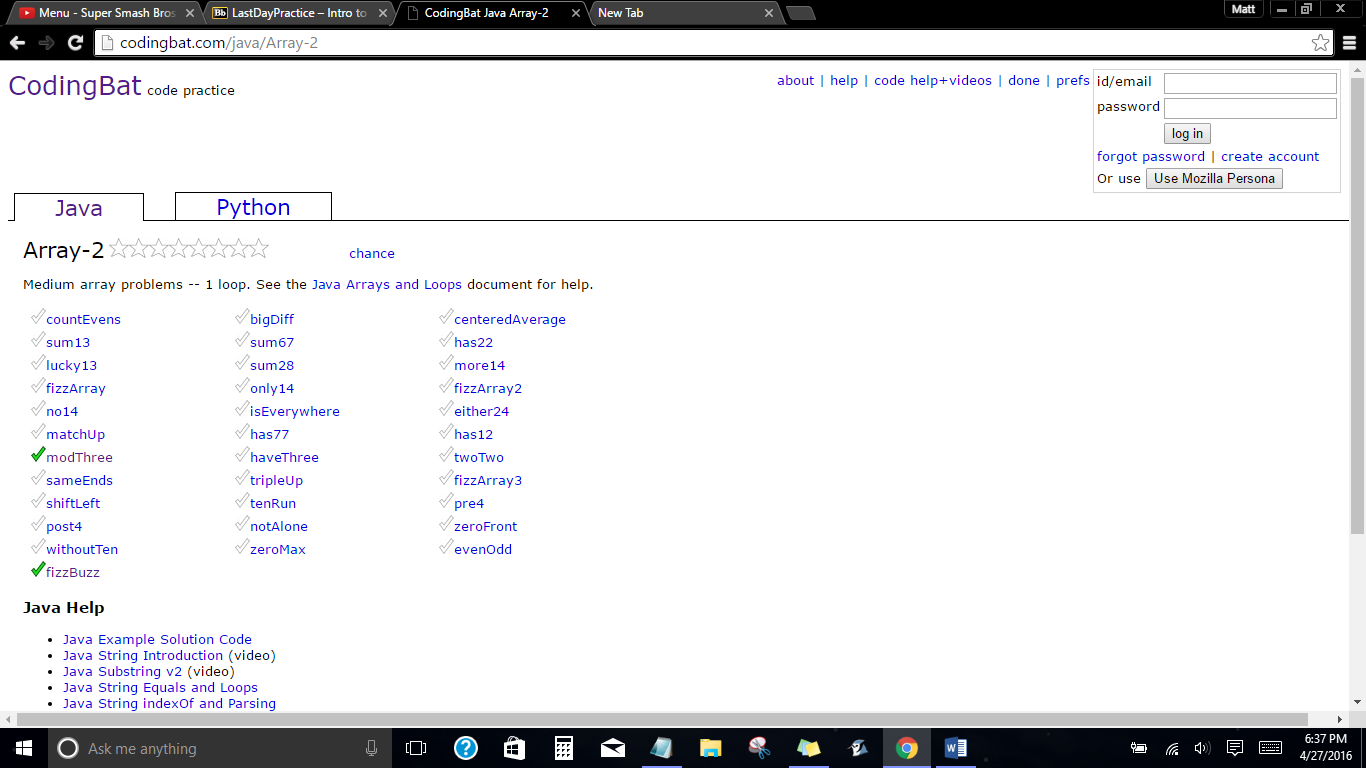 Menu - Super Smash Bros
LastDayPractice – Intro to
CodingBat Java Array-2
New Tab
Matt
codingbat.com/java/Array-2
CodingBat code practice
about | help | code help+videos | done | prefs
id/email
password
log in
forgot password | create account
Or use Use Mozilla Persona
Java Python
Array-2 chance
Medium array problems -- 1 loop. See the Java Arrays and Loops document for help.
countEvens bigDiff centeredAverage
sum13 sum67 has22
lucky13 sum28 more14
fizzArray only14 fizzArray2
no14 isEverywhere either24
matchUp has77 has12
modThree haveThree twoTwo
sameEnds tripleUp fizzArray3
shiftLeft tenRun pre4
post4 notAlone zeroFront
withoutTen zeroMax evenOdd
fizzBuzz
Java Help
Java Example Solution Code
Java String Introduction (video)
Java Substring v2 (video)
Java String Equals and Loops
Java String indexOf and Parsing
Ask me anything
6:37 PM
4/27/2016